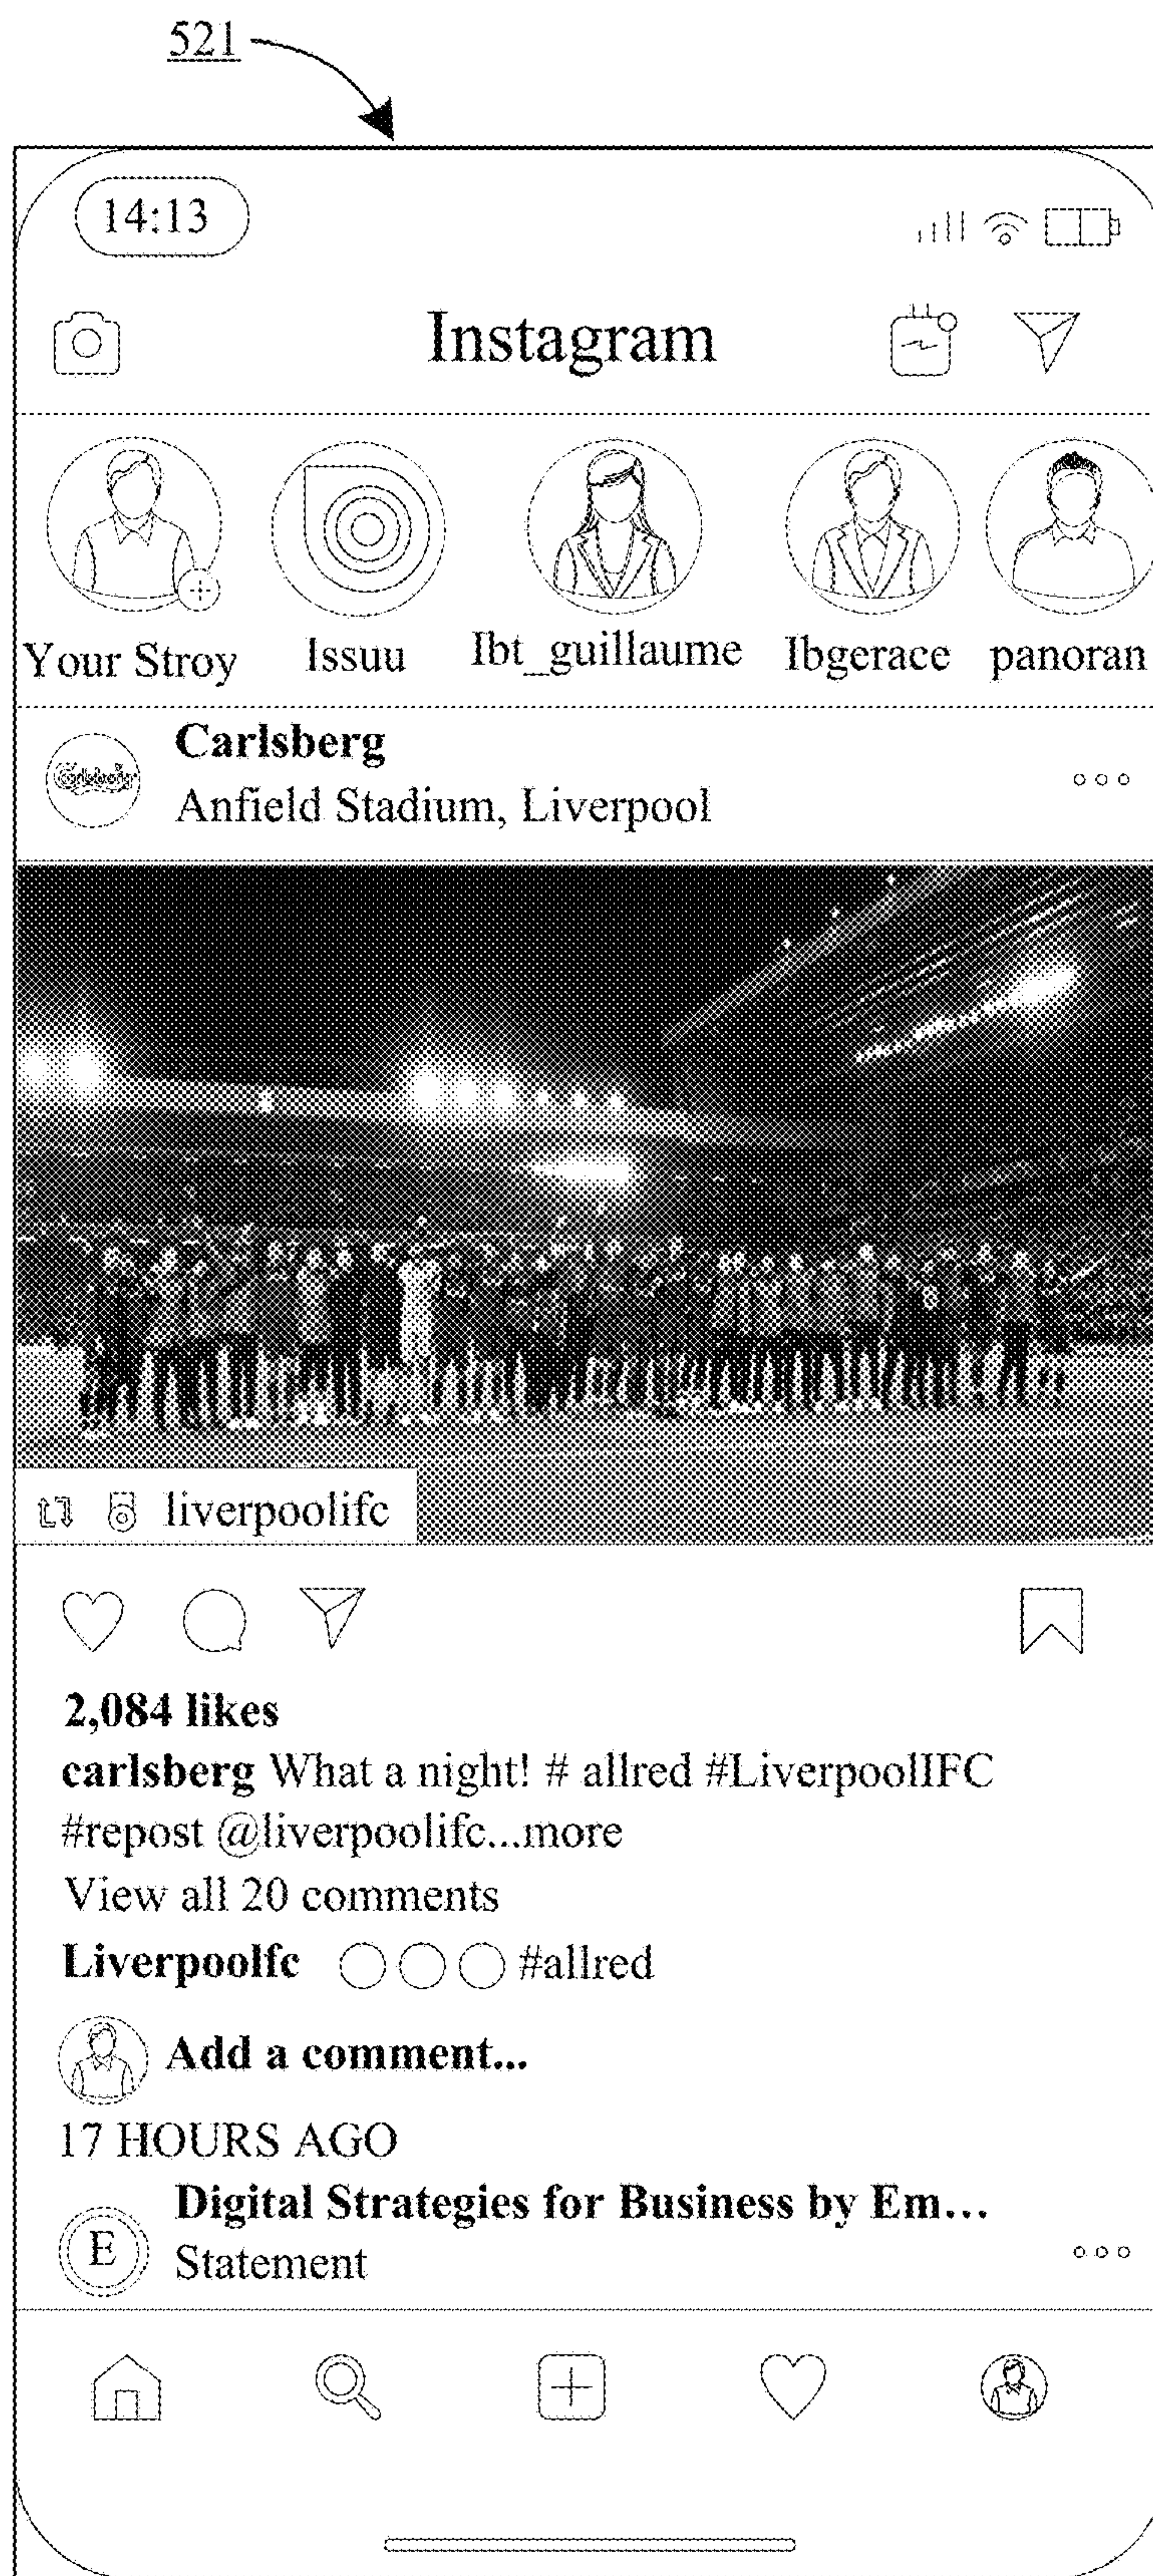 521
14:13
Instagram
Your Stroy Issuu Ibt_guillaume Ibgerace panoran
Carlsberg
Carlsberg
Anfield Stadium, Liverpool
liverpoolifc
2,084 likes
carlsberg What a night! # allred #LiverpoolIFC
#repost @liverpoolifc...more
View all 20 comments
Liverpoolfc #allred
Add a comment...
17 HOURS AGO
Digital Strategies for Business by Em...
E
Statement